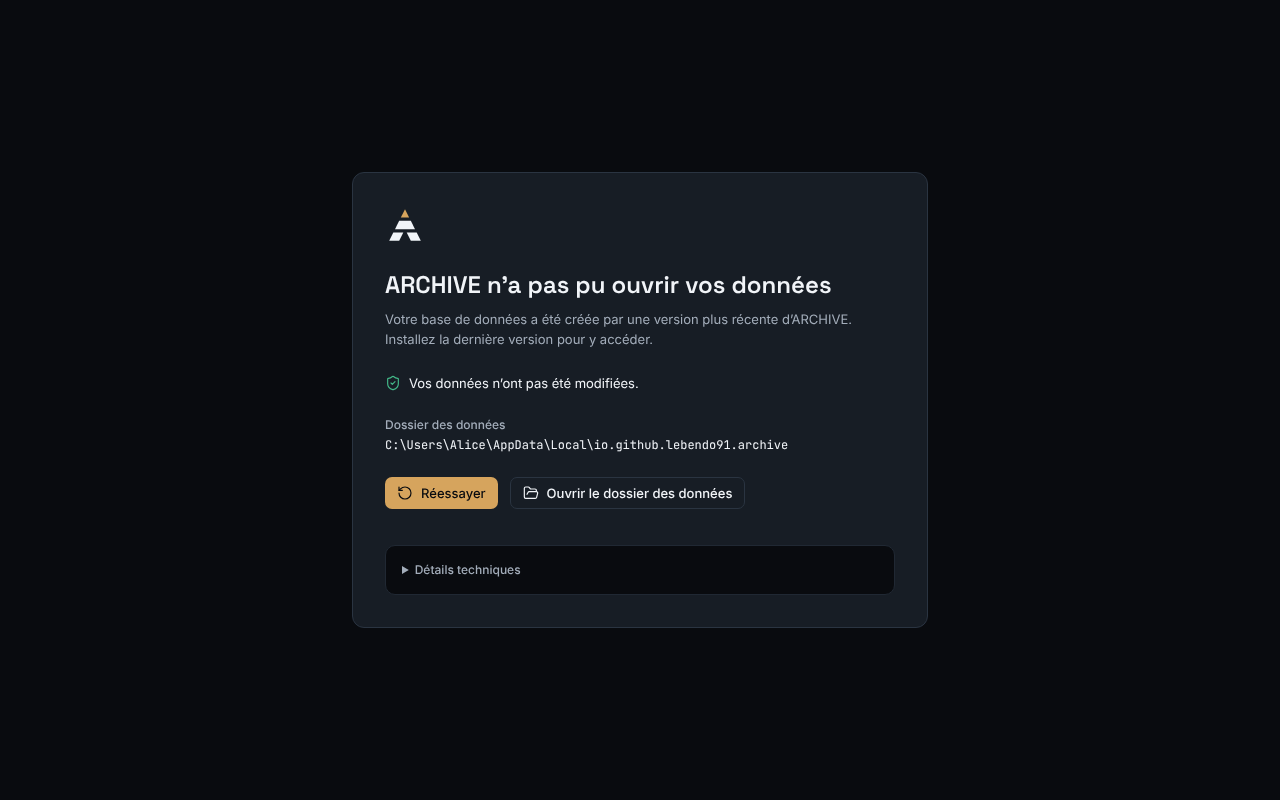 ARCHIVE n’a pas pu ouvrir vos données
Votre base de données a été créée par une version plus récente d’ARCHIVE.
Installez la dernière version pour y accéder.
Vos données n’ont pas été modifiées.
Dossier des données
C:\Users\Alice\AppData\Local\io.github.lebendo91.archive
Réessayer
Ouvrir le dossier des données
Détails techniques